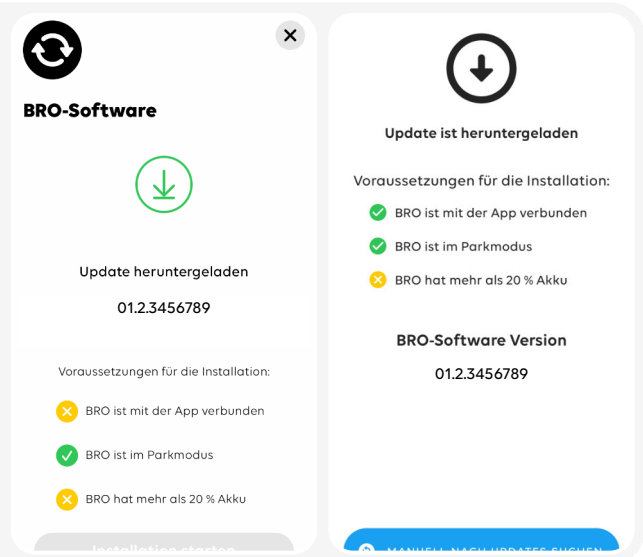 BRO-Software
Update heruntergeladen
01.2.3456789
Voraussetzungen für die Installation:
BRO ist mit der App verbunden
BRO ist im Parkmodus
BRO hat mehr als 20 % Akku
Installation starten
Update ist heruntergeladen
Voraussetzungen für die Installation:
BRO ist mit der App verbunden
BRO ist im Parkmodus
BRO hat mehr als 20 % Akku
BRO-Software Version
01.2.3456789
MANUELL NACH UPDATES SUCHEN